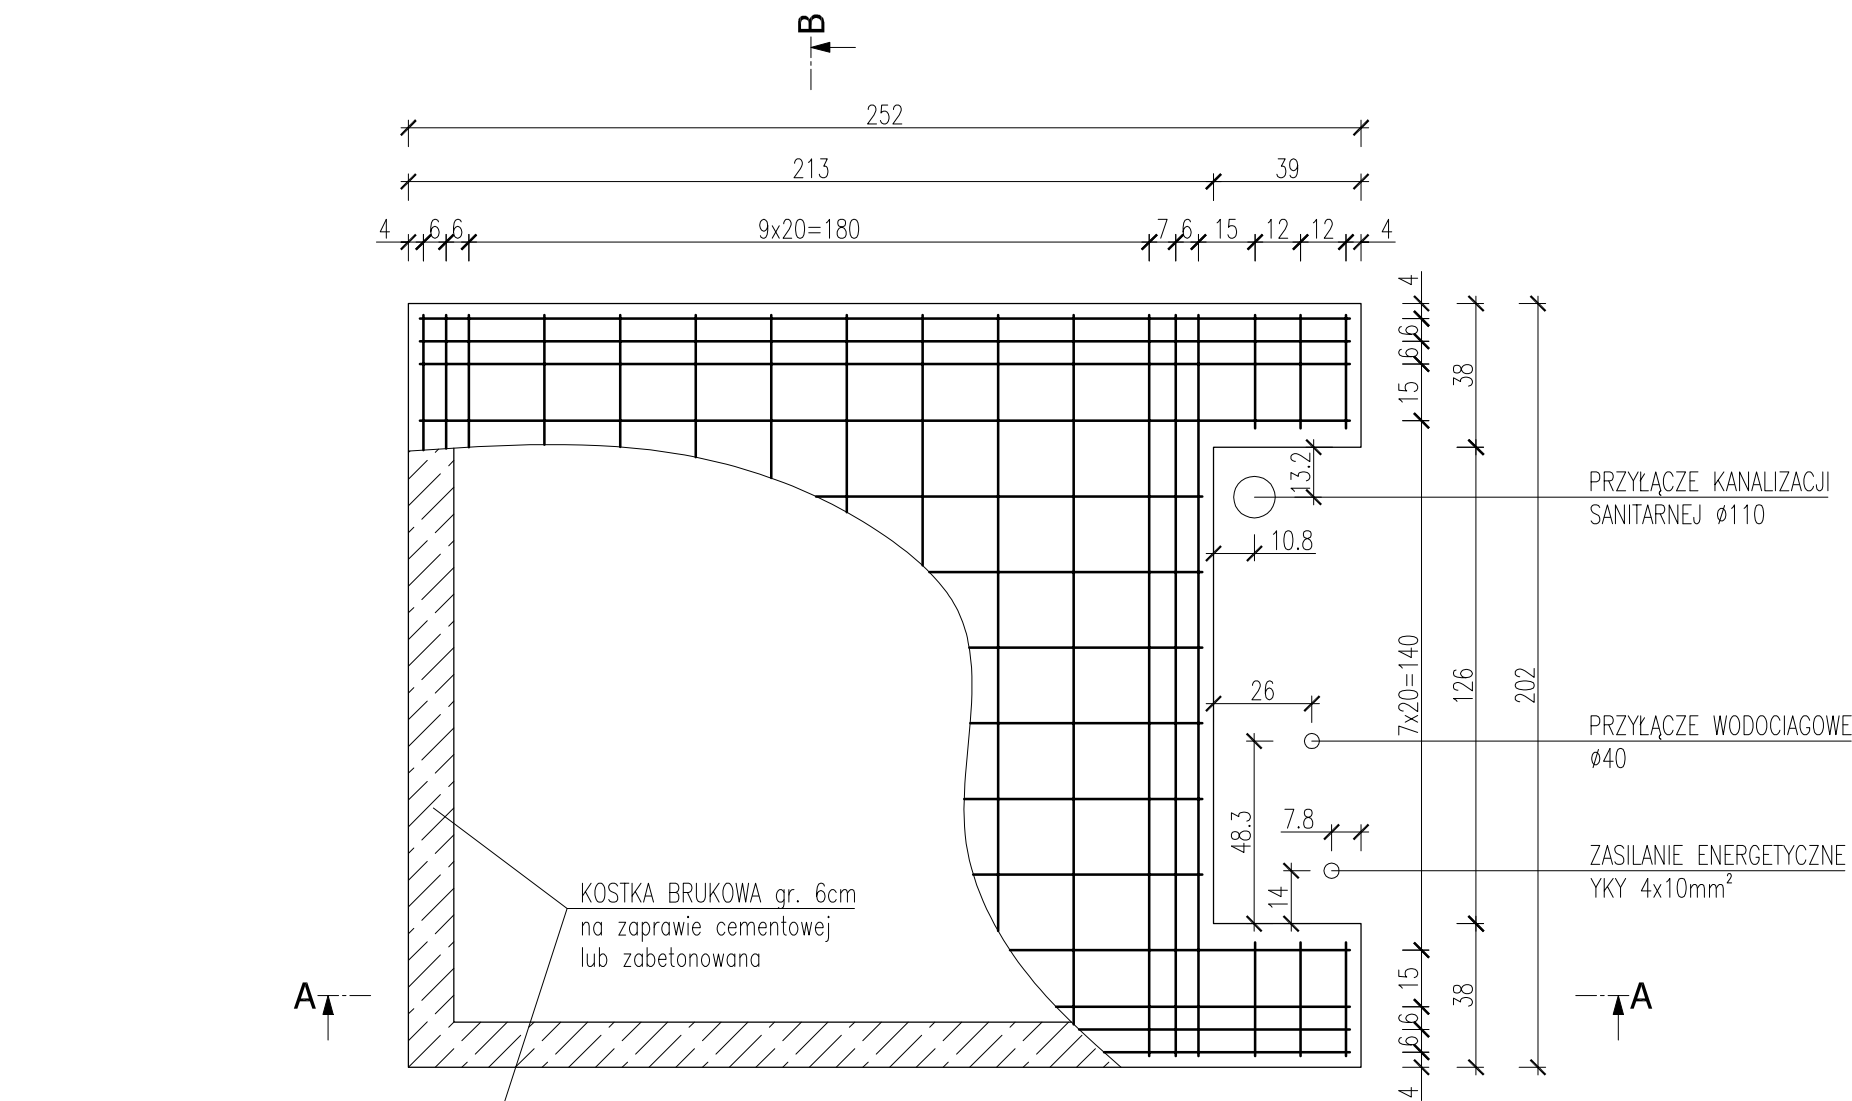 B
252
213 39
4 6 6 9x20=180 7 6 15 12 12 4
4
6
6
15
38
13.2
PRZYŁĄCZE KANALIZACJI
SANITARNEJ ø110
10.8
7x20=140
126
202
26
PRZYŁĄCZE WODOCIAGOWE
ø40
48.3
7.8
ZASILANIE ENERGETYCZNE
YKY 4x10mm²
14
KOSTKA BRUKOWA gr. 6cm
na zaprawie cementowej
lub zabetonowana
A A
15
38
6
6
4